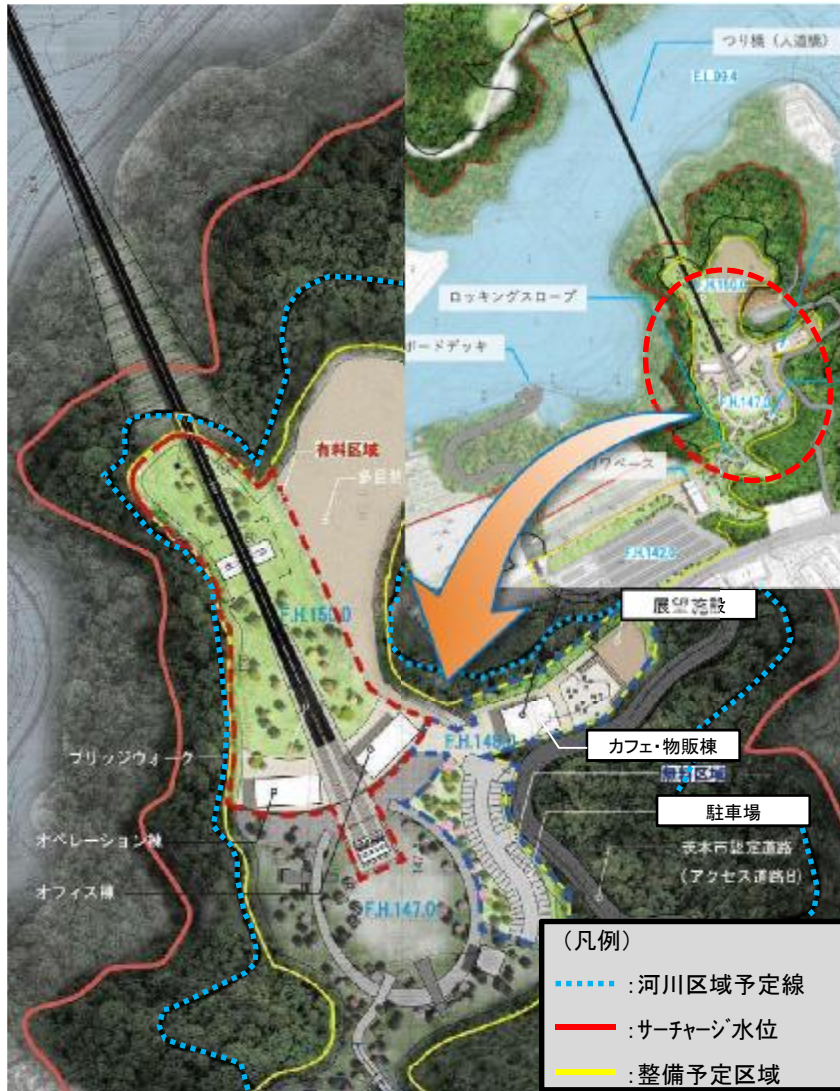 つり橋（人道橋）
E.L.99.4
F.H.150.0
ロッキングスロープ
ボードデッキ
F.H.147.0
F.H.142.0
有料区域
F.H.150.0
展望施設
F.H.148.0
カフェ・物販棟
無料区域
ブリッジウォーク
駐車場
オペレーション棟
茨木市認定道路
（アクセス道路B）
オフィス棟
F.H.147.0
（凡例）
：河川区域予定線
：サーチャージ水位
：整備予定区域